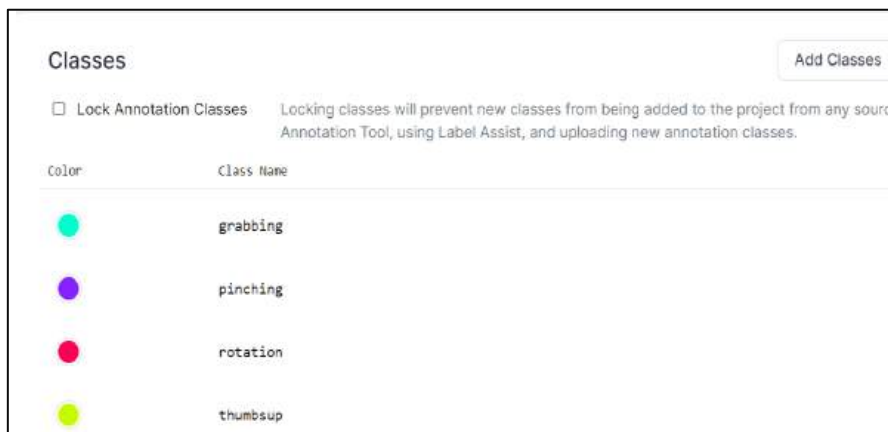 Classes
Add Classes
Lock Annotation Classes
Locking classes will prevent new classes from being added to the project from any sourc
Annotation Tool, using Label Assist, and uploading new annotation classes.
Color Class Name
grabbing
pinching
rotation
thumbsup